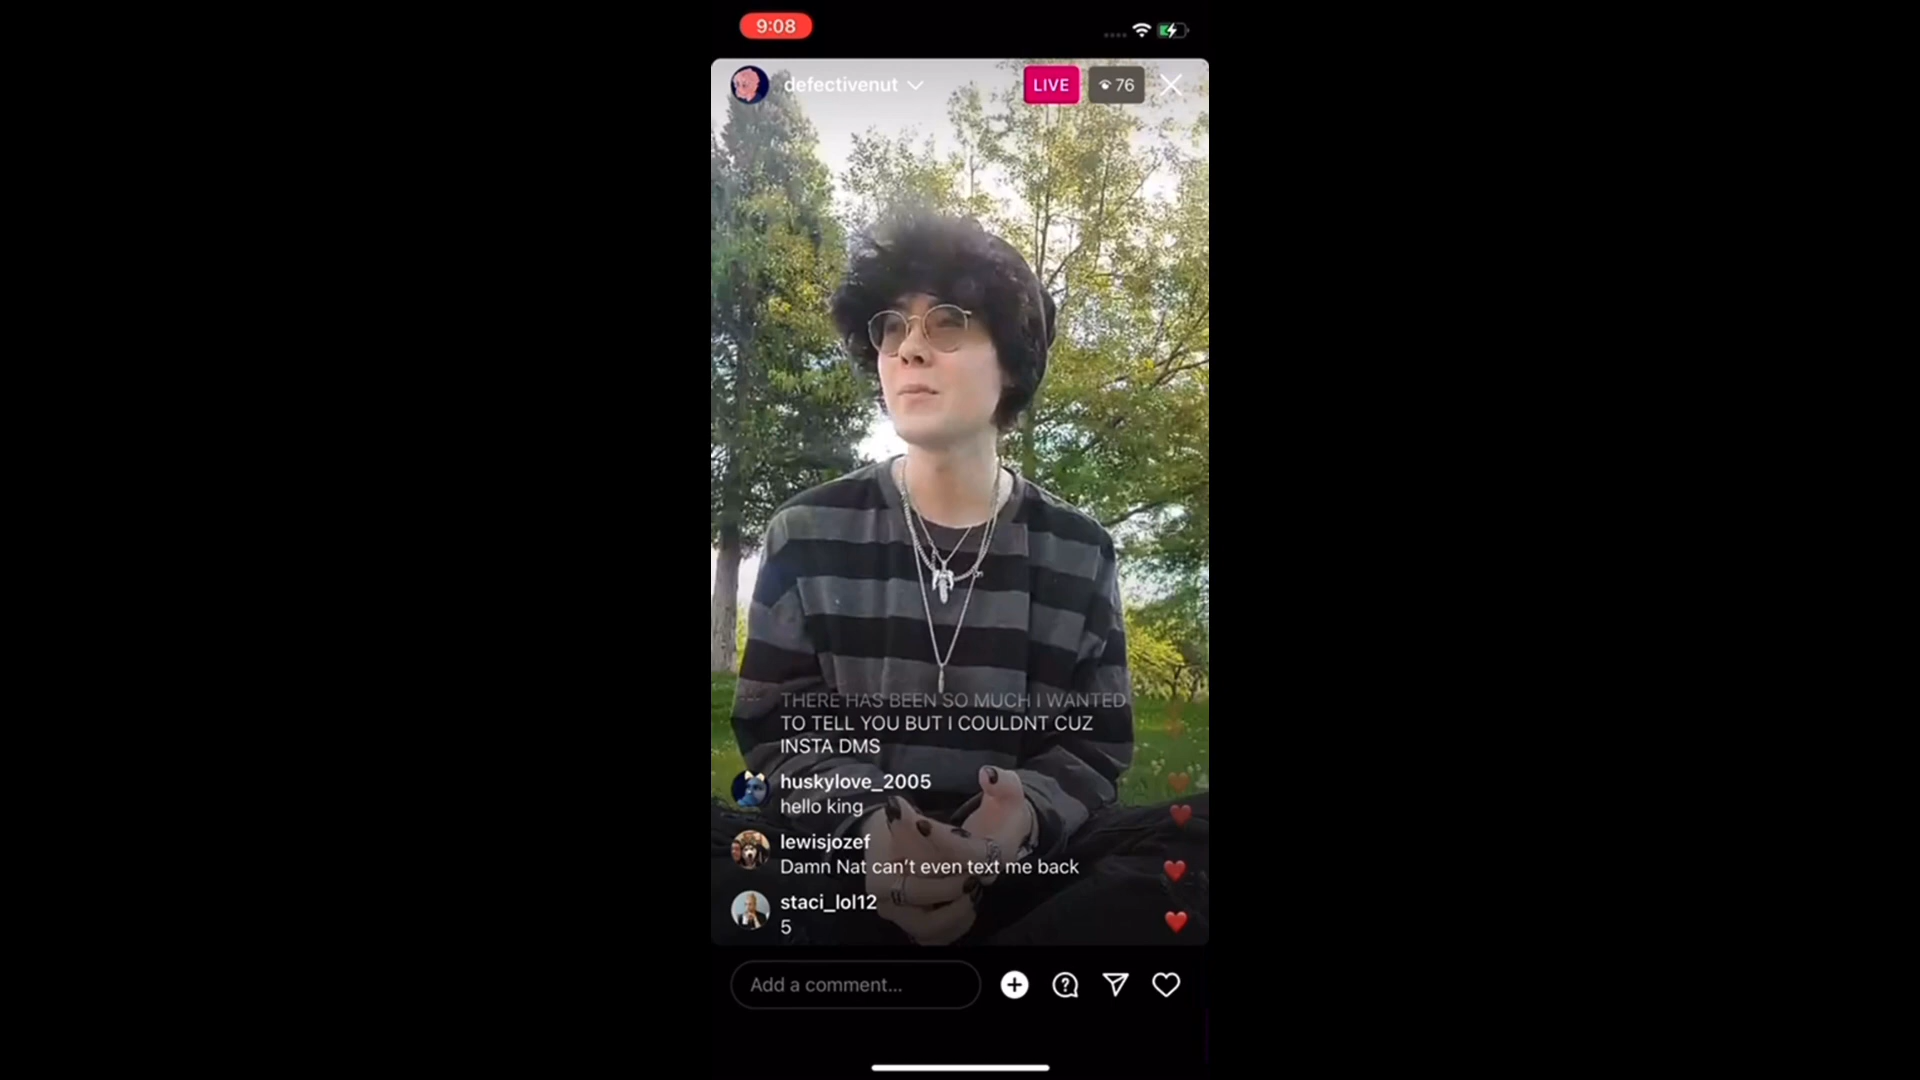 9:08
defectivenut
LIVE
76
THERE HAS BEEN SO MUCH I WANTED
TO TELL YOU BUT I COULDNT CUZ
INSTA DMS
huskylove_2005
hello king
lewisjozef
Damn Nat can’t even text me back
staci_lol12
5
Add a comment...